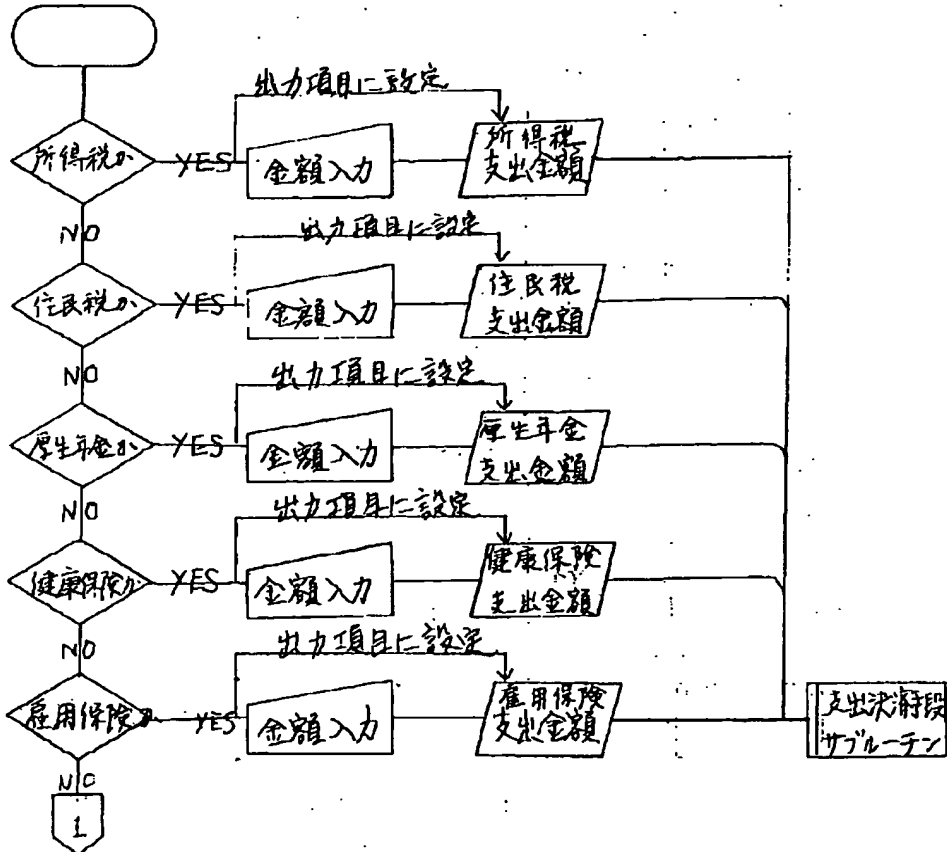 出力項目に設定
所得税か
YES
金額入力
所得税
支出金額
NO
出力項目に設定
住民税か
YES
金額入力
住民税
支出金額
NO
出力項目に設定
厚生年金か
YES
金額入力
厚生年金
支出金額
NO
出力項目に設定
健康保険か
YES
金額入力
健康保険
支出金額
NO
出力項目に設定
雇用保険か
YES
金額入力
雇用保険
支出金額
支出決済手段
サブルーチン
NO
1